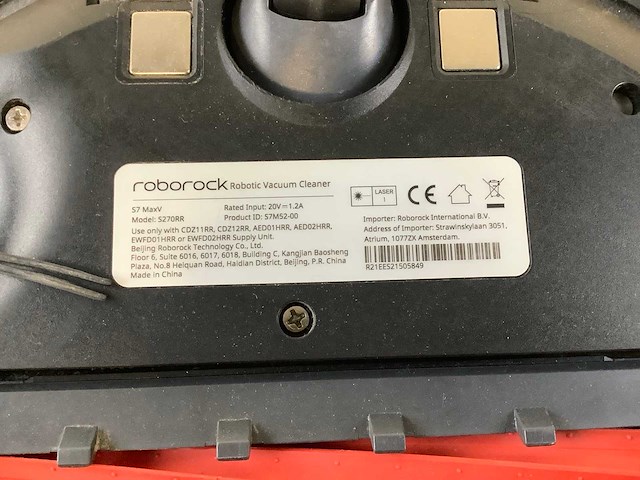 roborock Robotic Vacuum Cleaner
S7 MaxV Rated Input: 20V⎓1.2A
Model: S270RR Product ID: S7M52-00
Use only with CDZ11RR, CDZ12RR, AED01HRR, AED02HRR,
EWFD01HRR or EWFD02HRR Supply Unit.
Beijing Roborock Technology Co., Ltd.
Floor 6, Suite 6016, 6017, 6018, Building C, Kangjian Baosheng
Plaza, No.8 Heiquan Road, Haidian District, Beijing, P.R. China
Made in China
LASER
1
CE
Importer: Roborock International B.V.
Address of Importer: Strawinskylaan 3051,
Atrium, 1077ZX Amsterdam.
R21EES21505849